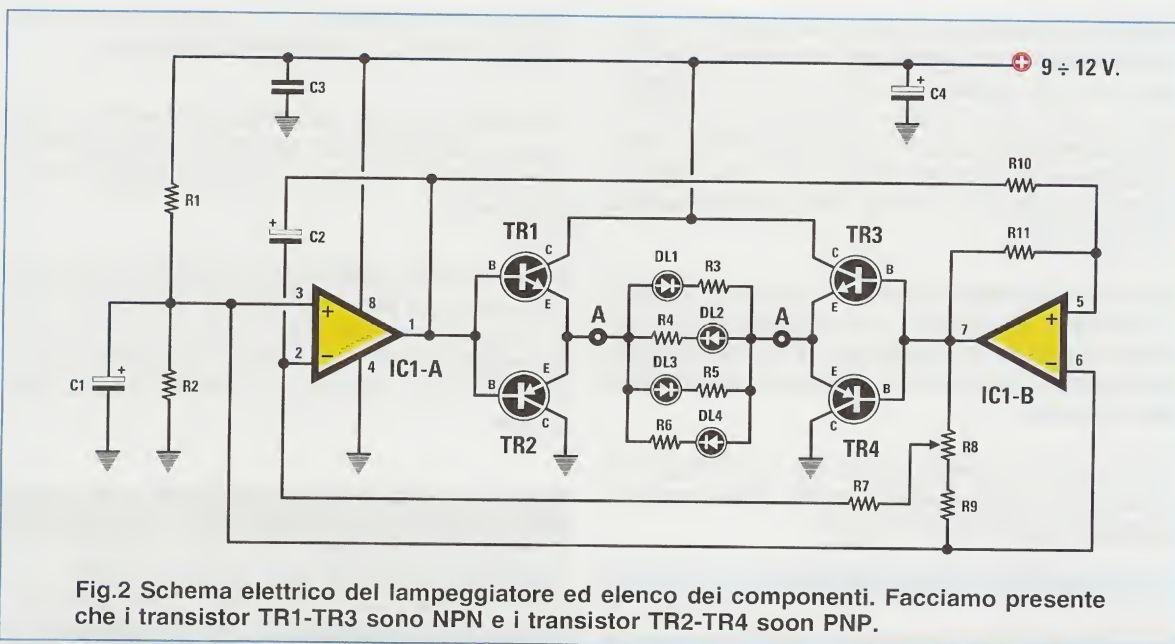 9 ÷ 12 V.
C3
+
C4
R10
R1
R11
+
C2
TR1
TR3
DL1
R3
C
B
E
C
B
E
8
3
+
A
R4
DL2
A
5
+
1
7
2
−
4
IC1-A
DL3
R5
−
6
IC1-B
C1
+
R2
B
E
C
R6
DL4
E
B
C
TR2
TR4
R8
R7
R9
Fig.2 Schema elettrico del lampeggiatore ed elenco dei componenti. Facciamo presente
che i transistor TR1-TR3 sono NPN e i transistor TR2-TR4 soon PNP.